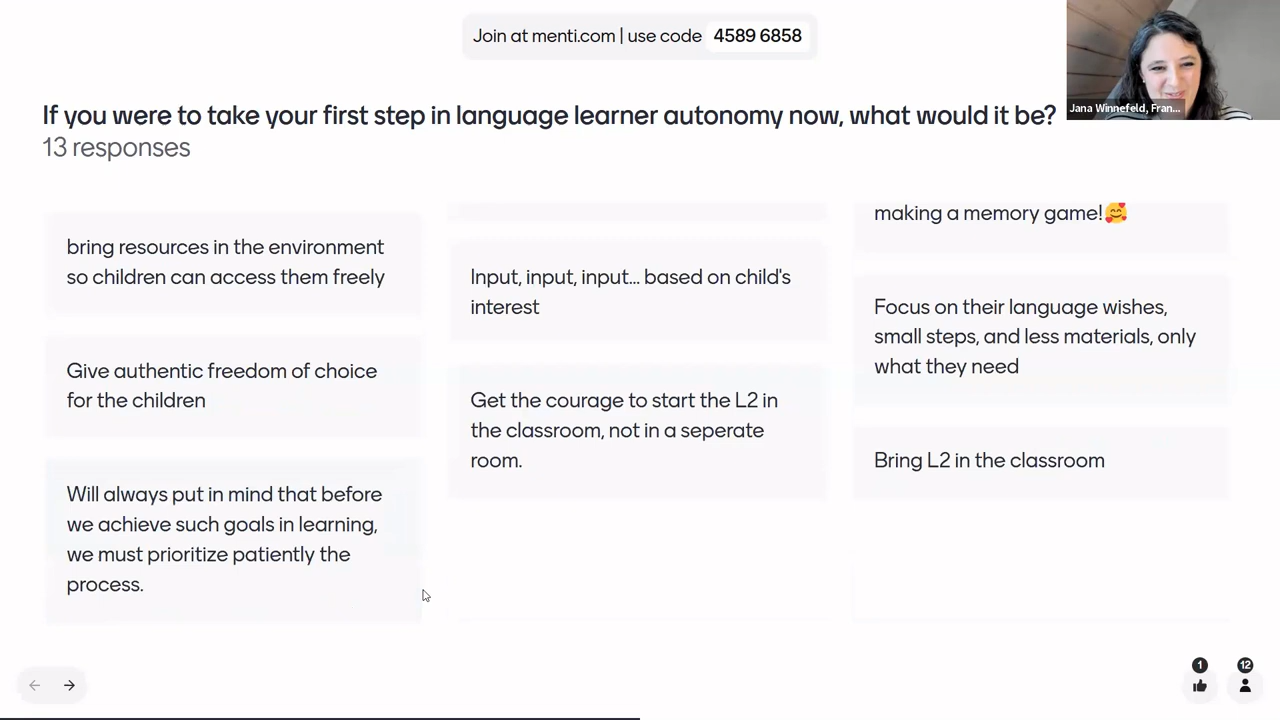 Join at menti.com | use code 4589 6858
Jana Winnefeld, Fran...
If you were to take your first step in language learner autonomy now, what would it be?
13 responses
bring resources in the environment
so children can access them freely
Give authentic freedom of choice
for the children
Will always put in mind that before
we achieve such goals in learning,
we must prioritize patiently the
process.
Input, input, input... based on child's
interest
Get the courage to start the L2 in
the classroom, not in a seperate
room.
making a memory game!🥰
Focus on their language wishes,
small steps, and less materials, only
what they need
Bring L2 in the classroom
1
12